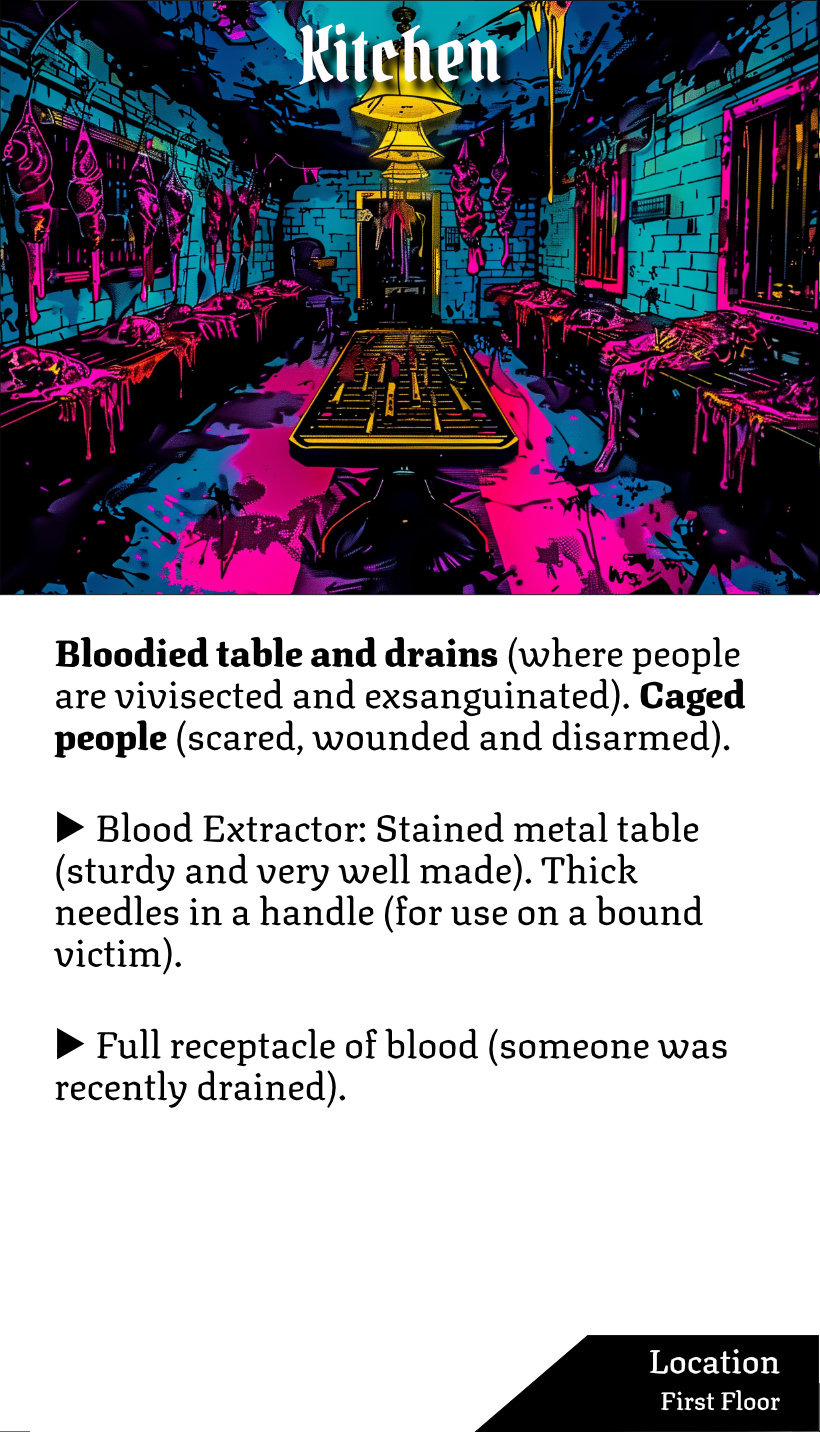 Kitchen
Bloodied table and drains (where people
are vivisected and exsanguinated). Caged
people (scared, wounded and disarmed).
▶ Blood Extractor: Stained metal table
(sturdy and very well made). Thick
needles in a handle (for use on a bound
victim).
▶ Full receptacle of blood (someone was
recently drained).
Location
First Floor